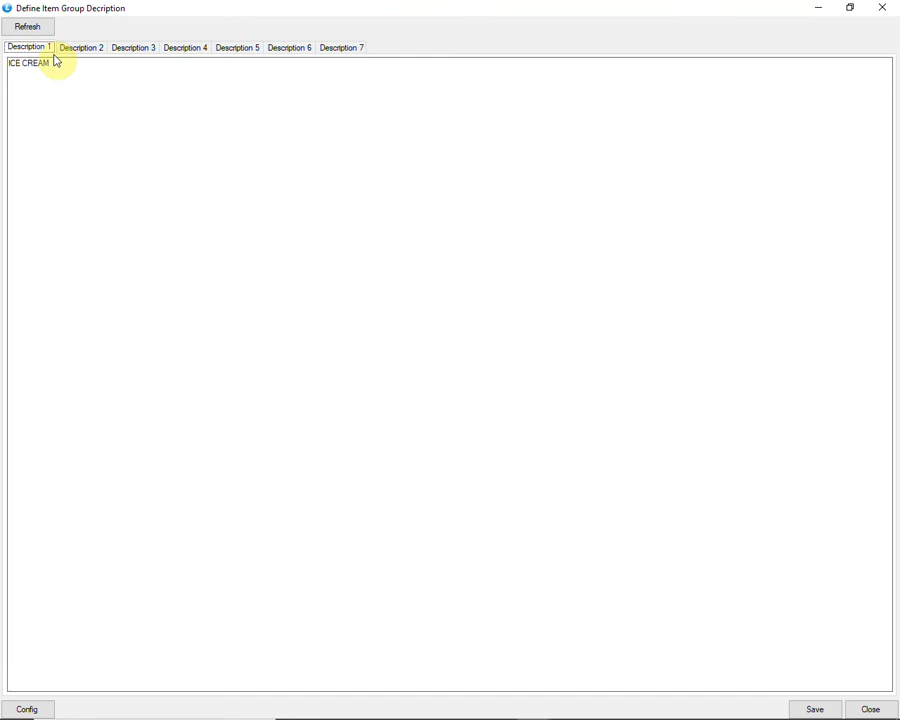 Define Item Group Decription
Refresh
Description 1 Description 2 Description 3 Description 4 Description 5 Description 6 Description 7
ICE CREAM
Config Save Close